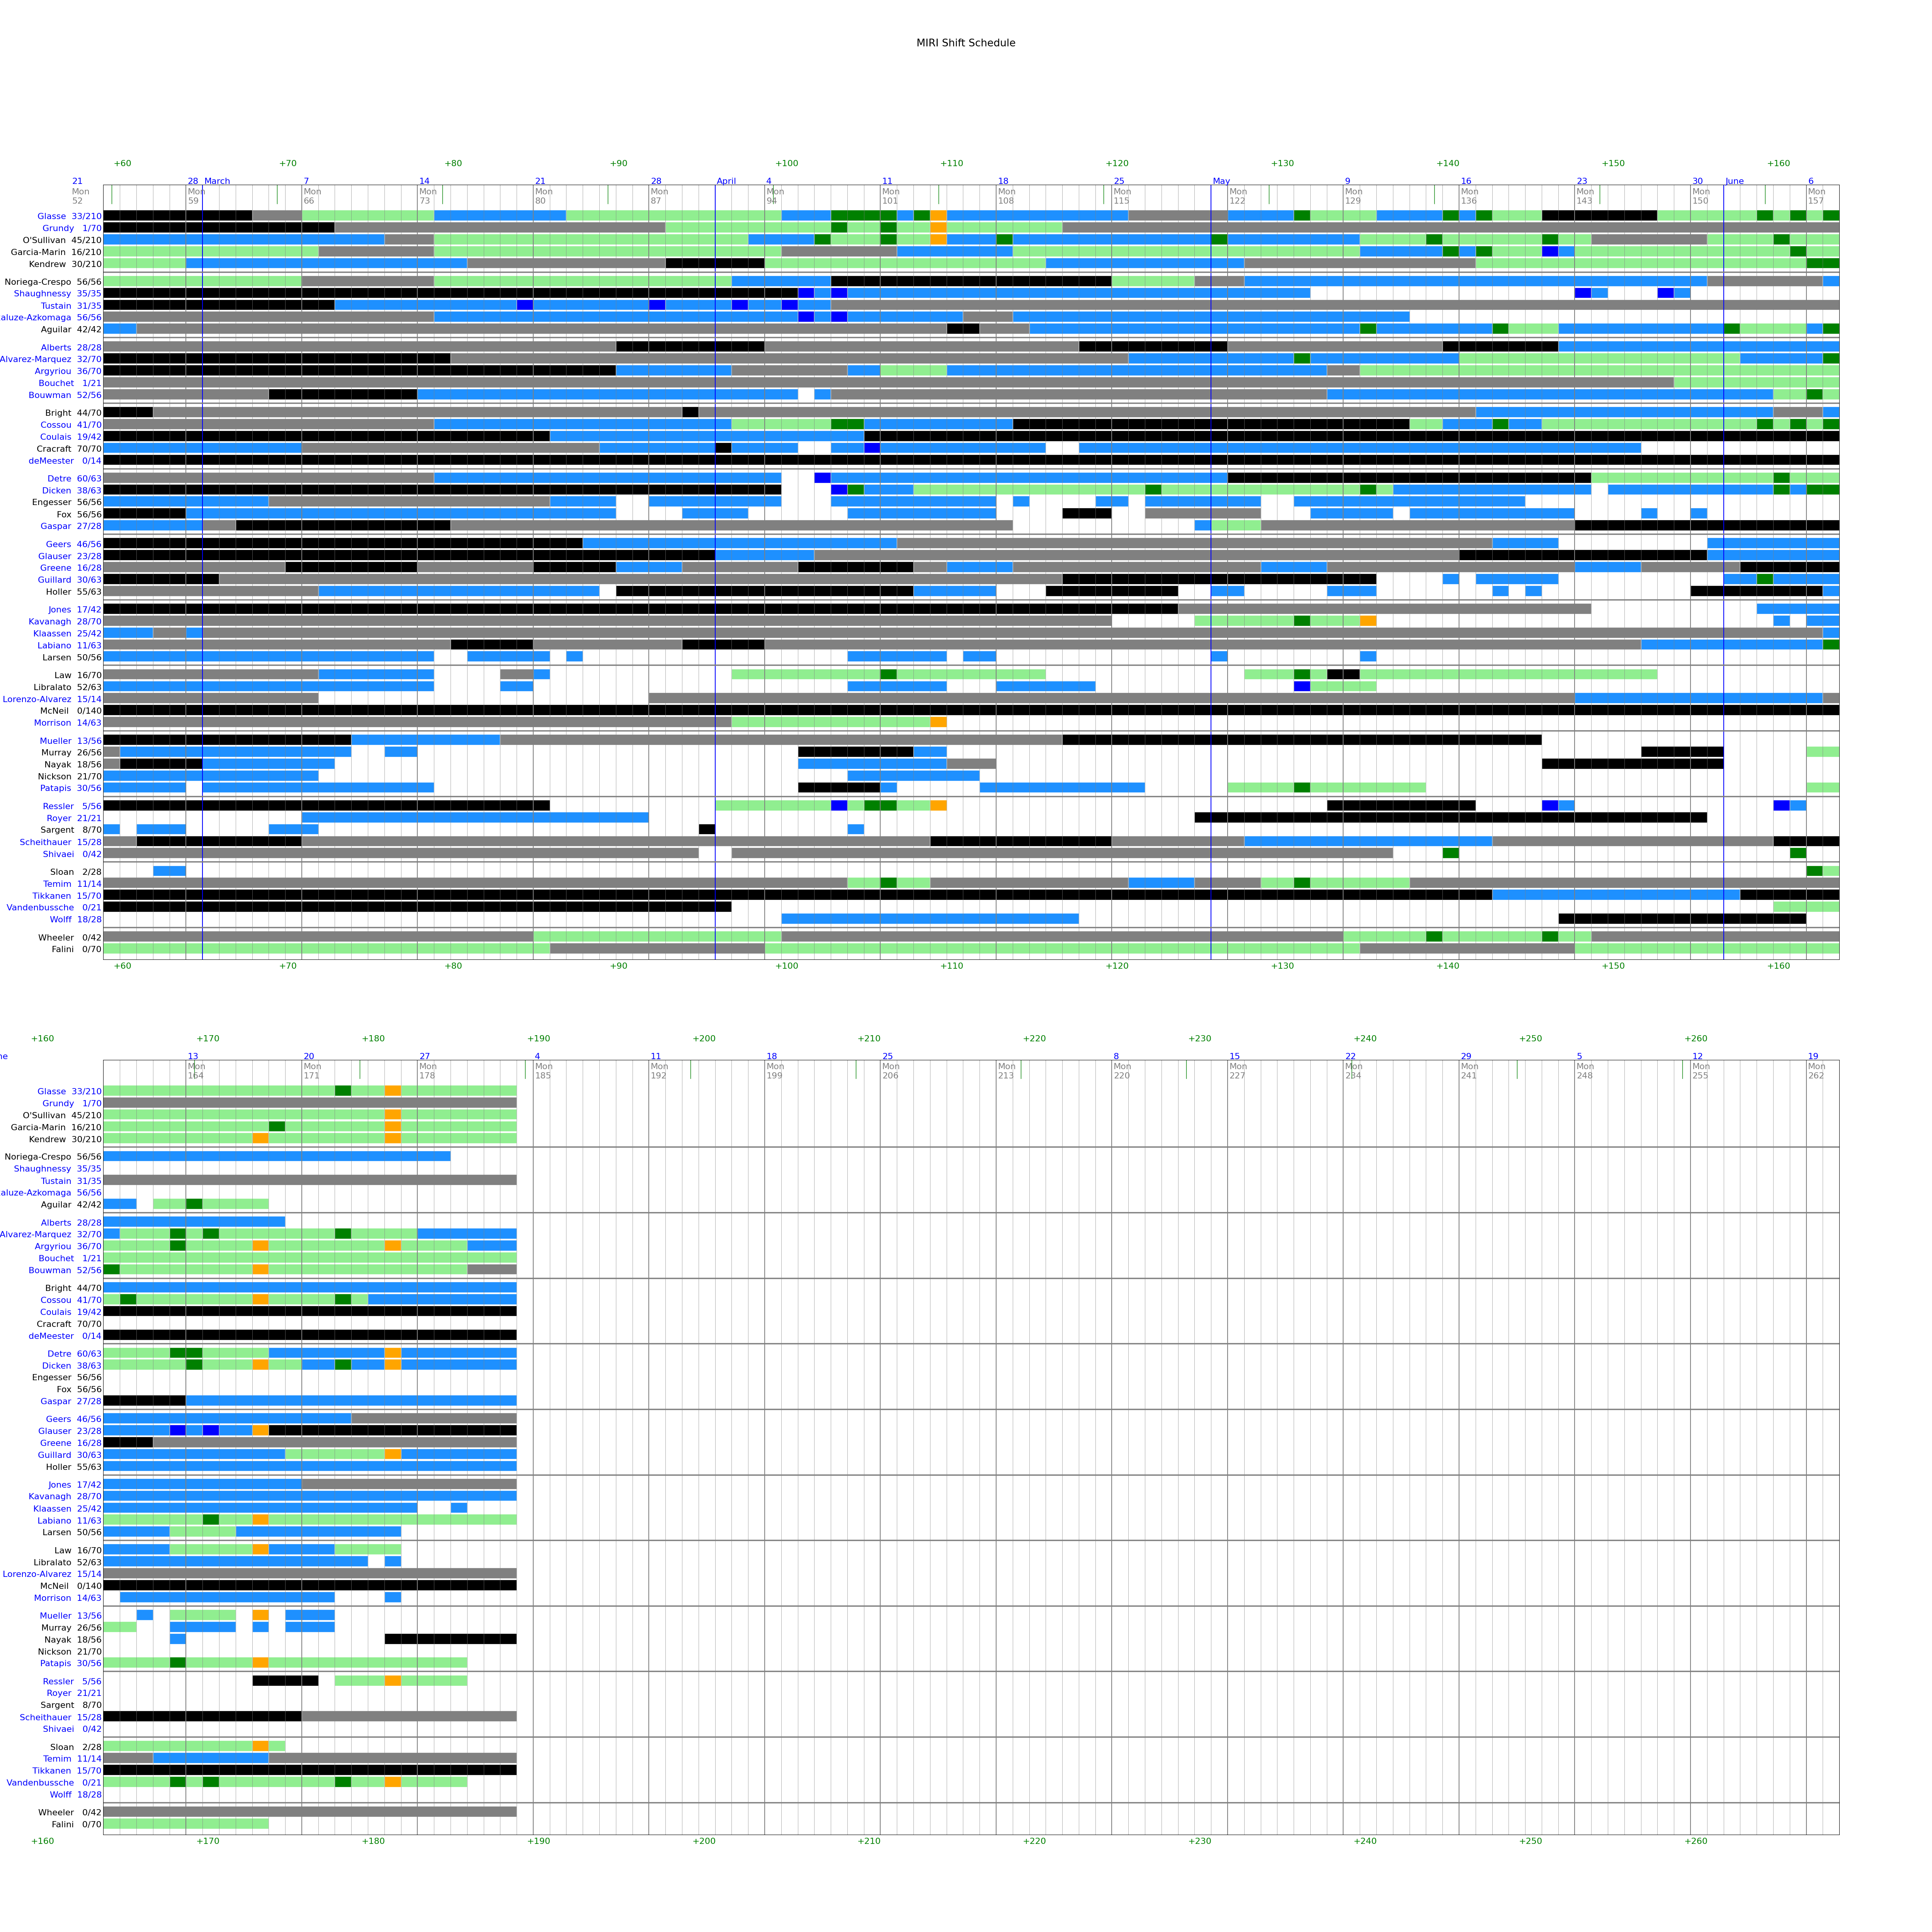 MIRI Shift Schedule
+60 +70 +80 +90 +100 +110 +120 +130 +140 +150 +160
21 28 March 7 14 21 28 April 4 11 18 25 May 9 16 23 30 June 6
Mon Mon Mon Mon Mon Mon Mon Mon Mon Mon Mon Mon Mon Mon Mon Mon
52 59 66 73 80 87 94 101 108 115 122 129 136 143 150 157
Glasse 33/210
Grundy 1/70
O'Sullivan 45/210
Garcia-Marin 16/210
Kendrew 30/210
Noriega-Crespo 56/56
Shaughnessy 35/35
Tustain 31/35
aluze-Azkomaga 56/56
Aguilar 42/42
Alberts 28/28
Alvarez-Marquez 32/70
Argyriou 36/70
Bouchet 1/21
Bouwman 52/56
Bright 44/70
Cossou 41/70
Coulais 19/42
Cracraft 70/70
deMeester 0/14
Detre 60/63
Dicken 38/63
Engesser 56/56
Fox 56/56
Gaspar 27/28
Geers 46/56
Glauser 23/28
Greene 16/28
Guillard 30/63
Holler 55/63
Jones 17/42
Kavanagh 28/70
Klaassen 25/42
Labiano 11/63
Larsen 50/56
Law 16/70
Libralato 52/63
Lorenzo-Alvarez 15/14
McNeil 0/140
Morrison 14/63
Mueller 13/56
Murray 26/56
Nayak 18/56
Nickson 21/70
Patapis 30/56
Ressler 5/56
Royer 21/21
Sargent 8/70
Scheithauer 15/28
Shivaei 0/42
Sloan 2/28
Temim 11/14
Tikkanen 15/70
Vandenbussche 0/21
Wolff 18/28
Wheeler 0/42
Falini 0/70
+60 +70 +80 +90 +100 +110 +120 +130 +140 +150 +160
+160 +170 +180 +190 +200 +210 +220 +230 +240 +250 +260
ne 13 20 27 4 11 18 25 8 15 22 29 5 12 19
Mon Mon Mon Mon Mon Mon Mon Mon Mon Mon Mon Mon Mon Mon Mon
164 171 178 185 192 199 206 213 220 227 234 241 248 255 262
Glasse 33/210
Grundy 1/70
O'Sullivan 45/210
Garcia-Marin 16/210
Kendrew 30/210
Noriega-Crespo 56/56
Shaughnessy 35/35
Tustain 31/35
aluze-Azkomaga 56/56
Aguilar 42/42
Alberts 28/28
Alvarez-Marquez 32/70
Argyriou 36/70
Bouchet 1/21
Bouwman 52/56
Bright 44/70
Cossou 41/70
Coulais 19/42
Cracraft 70/70
deMeester 0/14
Detre 60/63
Dicken 38/63
Engesser 56/56
Fox 56/56
Gaspar 27/28
Geers 46/56
Glauser 23/28
Greene 16/28
Guillard 30/63
Holler 55/63
Jones 17/42
Kavanagh 28/70
Klaassen 25/42
Labiano 11/63
Larsen 50/56
Law 16/70
Libralato 52/63
Lorenzo-Alvarez 15/14
McNeil 0/140
Morrison 14/63
Mueller 13/56
Murray 26/56
Nayak 18/56
Nickson 21/70
Patapis 30/56
Ressler 5/56
Royer 21/21
Sargent 8/70
Scheithauer 15/28
Shivaei 0/42
Sloan 2/28
Temim 11/14
Tikkanen 15/70
Vandenbussche 0/21
Wolff 18/28
Wheeler 0/42
Falini 0/70
+160 +170 +180 +190 +200 +210 +220 +230 +240 +250 +260